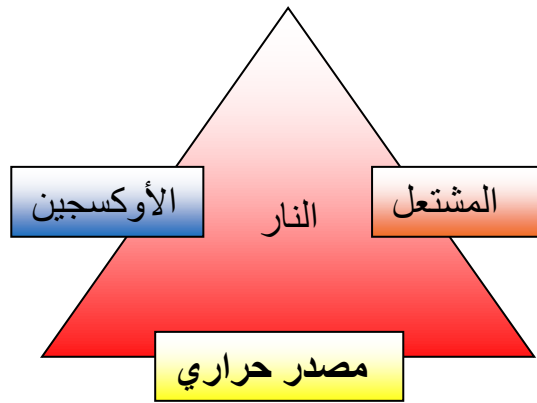 المشتعل
الأوكسجين
النار
مصدر حراري